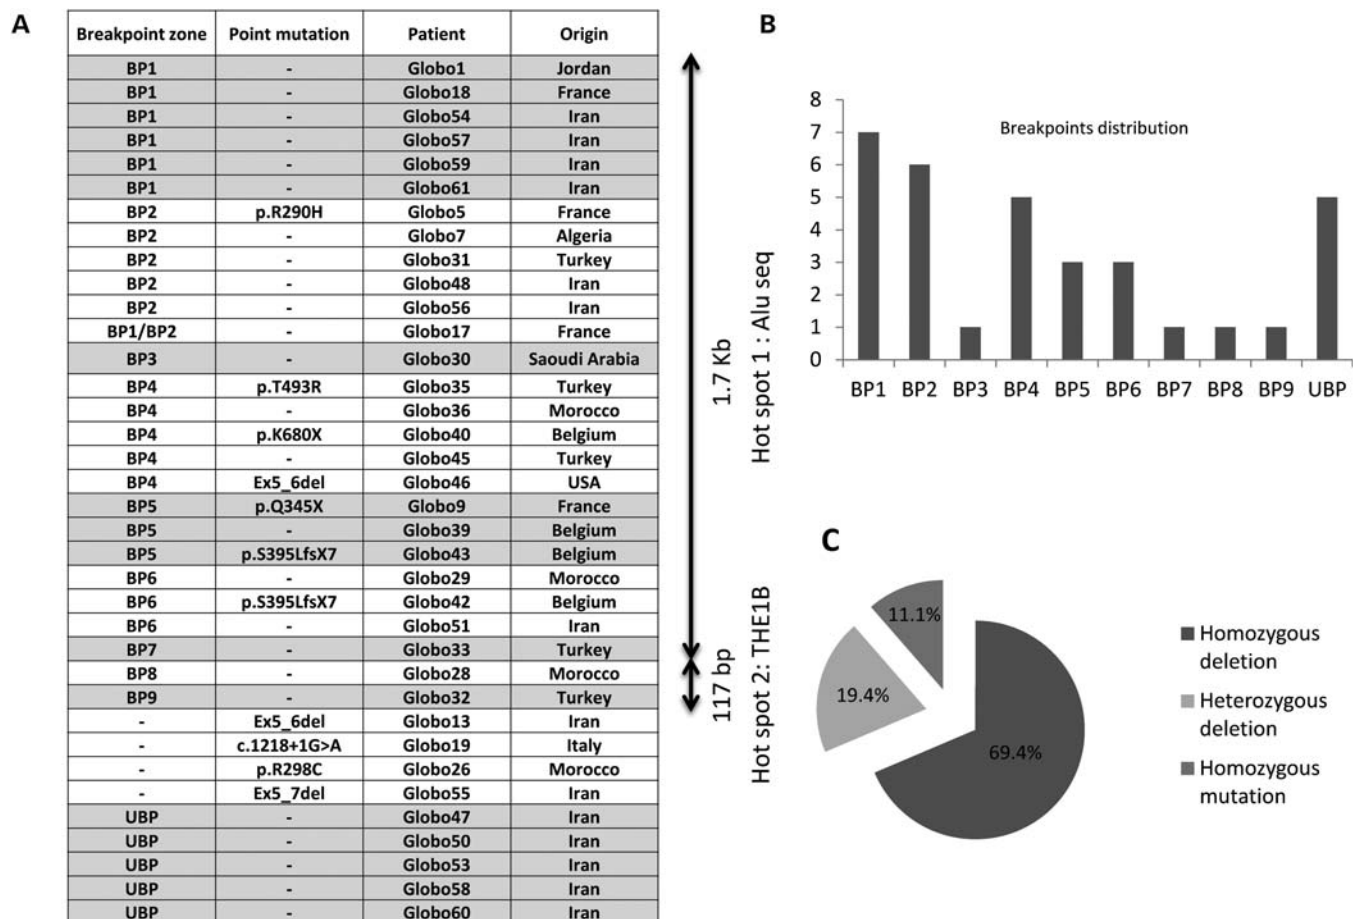 A
Breakpoint zone Point mutation Patient Origin
BP1 - Globo1 Jordan
BP1 - Globo18 France
BP1 - Globo54 Iran
BP1 - Globo57 Iran
BP1 - Globo59 Iran
BP1 - Globo61 Iran
BP2 p.R290H Globo5 France
BP2 - Globo7 Algeria
BP2 - Globo31 Turkey
BP2 - Globo48 Iran
BP2 - Globo56 Iran
BP1/BP2 - Globo17 France
BP3 - Globo30 Saoudi Arabia
BP4 p.T493R Globo35 Turkey
BP4 - Globo36 Morocco
BP4 p.K680X Globo40 Belgium
BP4 - Globo45 Turkey
BP4 Ex5_6del Globo46 USA
BP5 p.Q345X Globo9 France
BP5 - Globo39 Belgium
BP5 p.S395LfsX7 Globo43 Belgium
BP6 - Globo29 Morocco
BP6 p.S395LfsX7 Globo42 Belgium
BP6 - Globo51 Iran
BP7 - Globo33 Turkey
BP8 - Globo28 Morocco
BP9 - Globo32 Turkey
- Ex5_6del Globo13 Iran
- c.1218+1G>A Globo19 Italy
- p.R298C Globo26 Morocco
- Ex5_7del Globo55 Iran
UBP - Globo47 Iran
UBP - Globo50 Iran
UBP - Globo53 Iran
UBP - Globo58 Iran
UBP - Globo60 Iran
1.7 Kb
Hot spot 1 : Alu seq
117 bp
Hot spot 2: THE1B
B
Breakpoints distribution
8
7
6
5
4
3
2
1
0
BP1 BP2 BP3 BP4 BP5 BP6 BP7 BP8 BP9 UBP
C
11.1%
19.4%
69.4%
Homozygous
deletion
Heterozygous
deletion
Homozygous
mutation